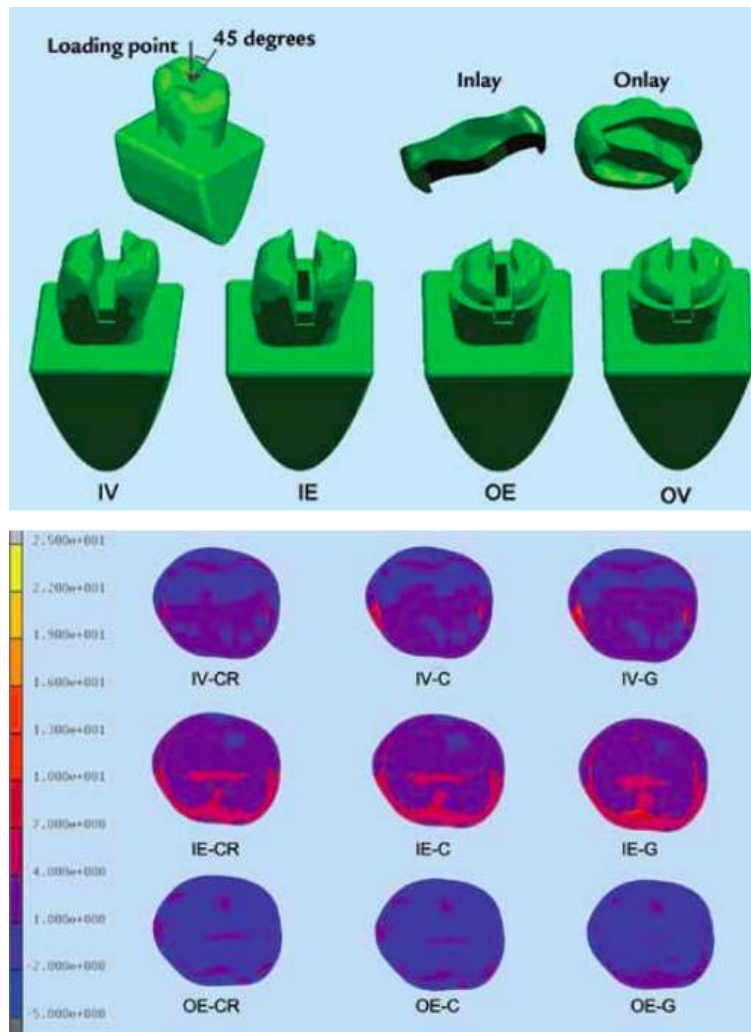 Loading point
45 degrees
Inlay
Onlay
IV
IE
OE
OV
2.500e+001
2.200e+001
1.900e+001
1.600e+001
1.300e+001
1.000e+001
7.000e+000
4.000e+000
1.000e+000
-2.000e+000
-5.000e+000
IV-CR
IV-C
IV-G
IE-CR
IE-C
IE-G
OE-CR
OE-C
OE-G